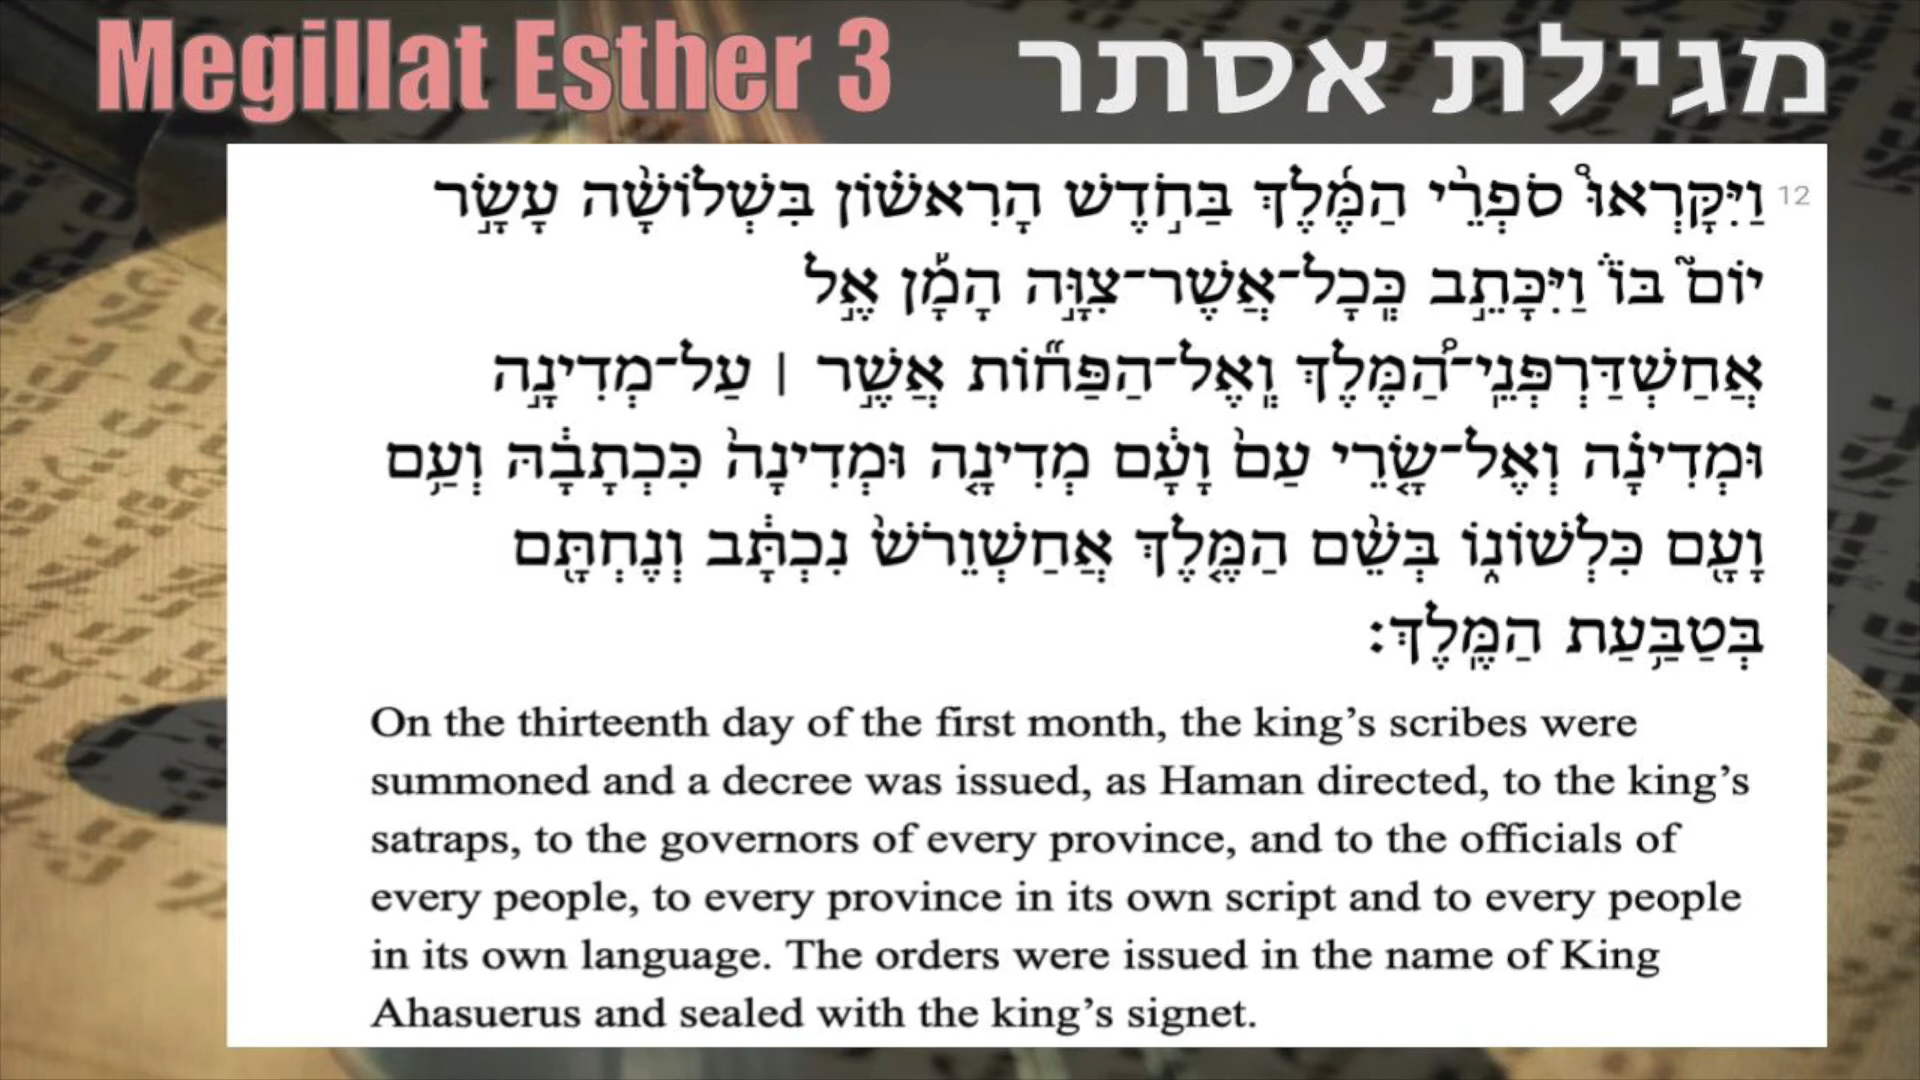 Megillat Esther 3 מגילת אסתר
12 וַיִּקָּרְאוּ֩ סֹפְרֵ֨י הַמֶּ֜לֶךְ בַּחֹ֣דֶשׁ הָרִאשׁ֗וֹן בִּשְׁלוֹשָׁ֨ה עָשָׂ֣ר
יוֹם֮ בּוֹ֒ וַיִּכָּתֵ֣ב כְּֽכָל־אֲשֶׁר־צִוָּ֣ה הָמָ֡ן אֶ֣ל
אֲחַשְׁדַּרְפְּנֵֽי־הַ֠מֶּלֶךְ וְֽאֶל־הַפַּח֞וֹת אֲשֶׁ֣ר ׀ עַל־מְדִינָ֣ה
וּמְדִינָ֗ה וְאֶל־שָׂ֤רֵי עַם֙ וָעָ֔ם מְדִינָ֤ה וּמְדִינָה֙ כִּכְתָבָ֔הּ וְעַ֥ם
וָעָ֖ם כִּלְשׁוֹנ֑וֹ בְּשֵׁ֨ם הַמֶּ֤לֶךְ אֲחַשְׁוֵרֹשׁ֙ נִכְתָּ֔ב וְנֶחְתָּ֖ם
בְּטַבַּ֥עַת הַמֶּֽלֶךְ׃
On the thirteenth day of the first month, the king’s scribes were
summoned and a decree was issued, as Haman directed, to the king’s
satraps, to the governors of every province, and to the officials of
every people, to every province in its own script and to every people
in its own language. The orders were issued in the name of King
Ahasuerus and sealed with the king’s signet.